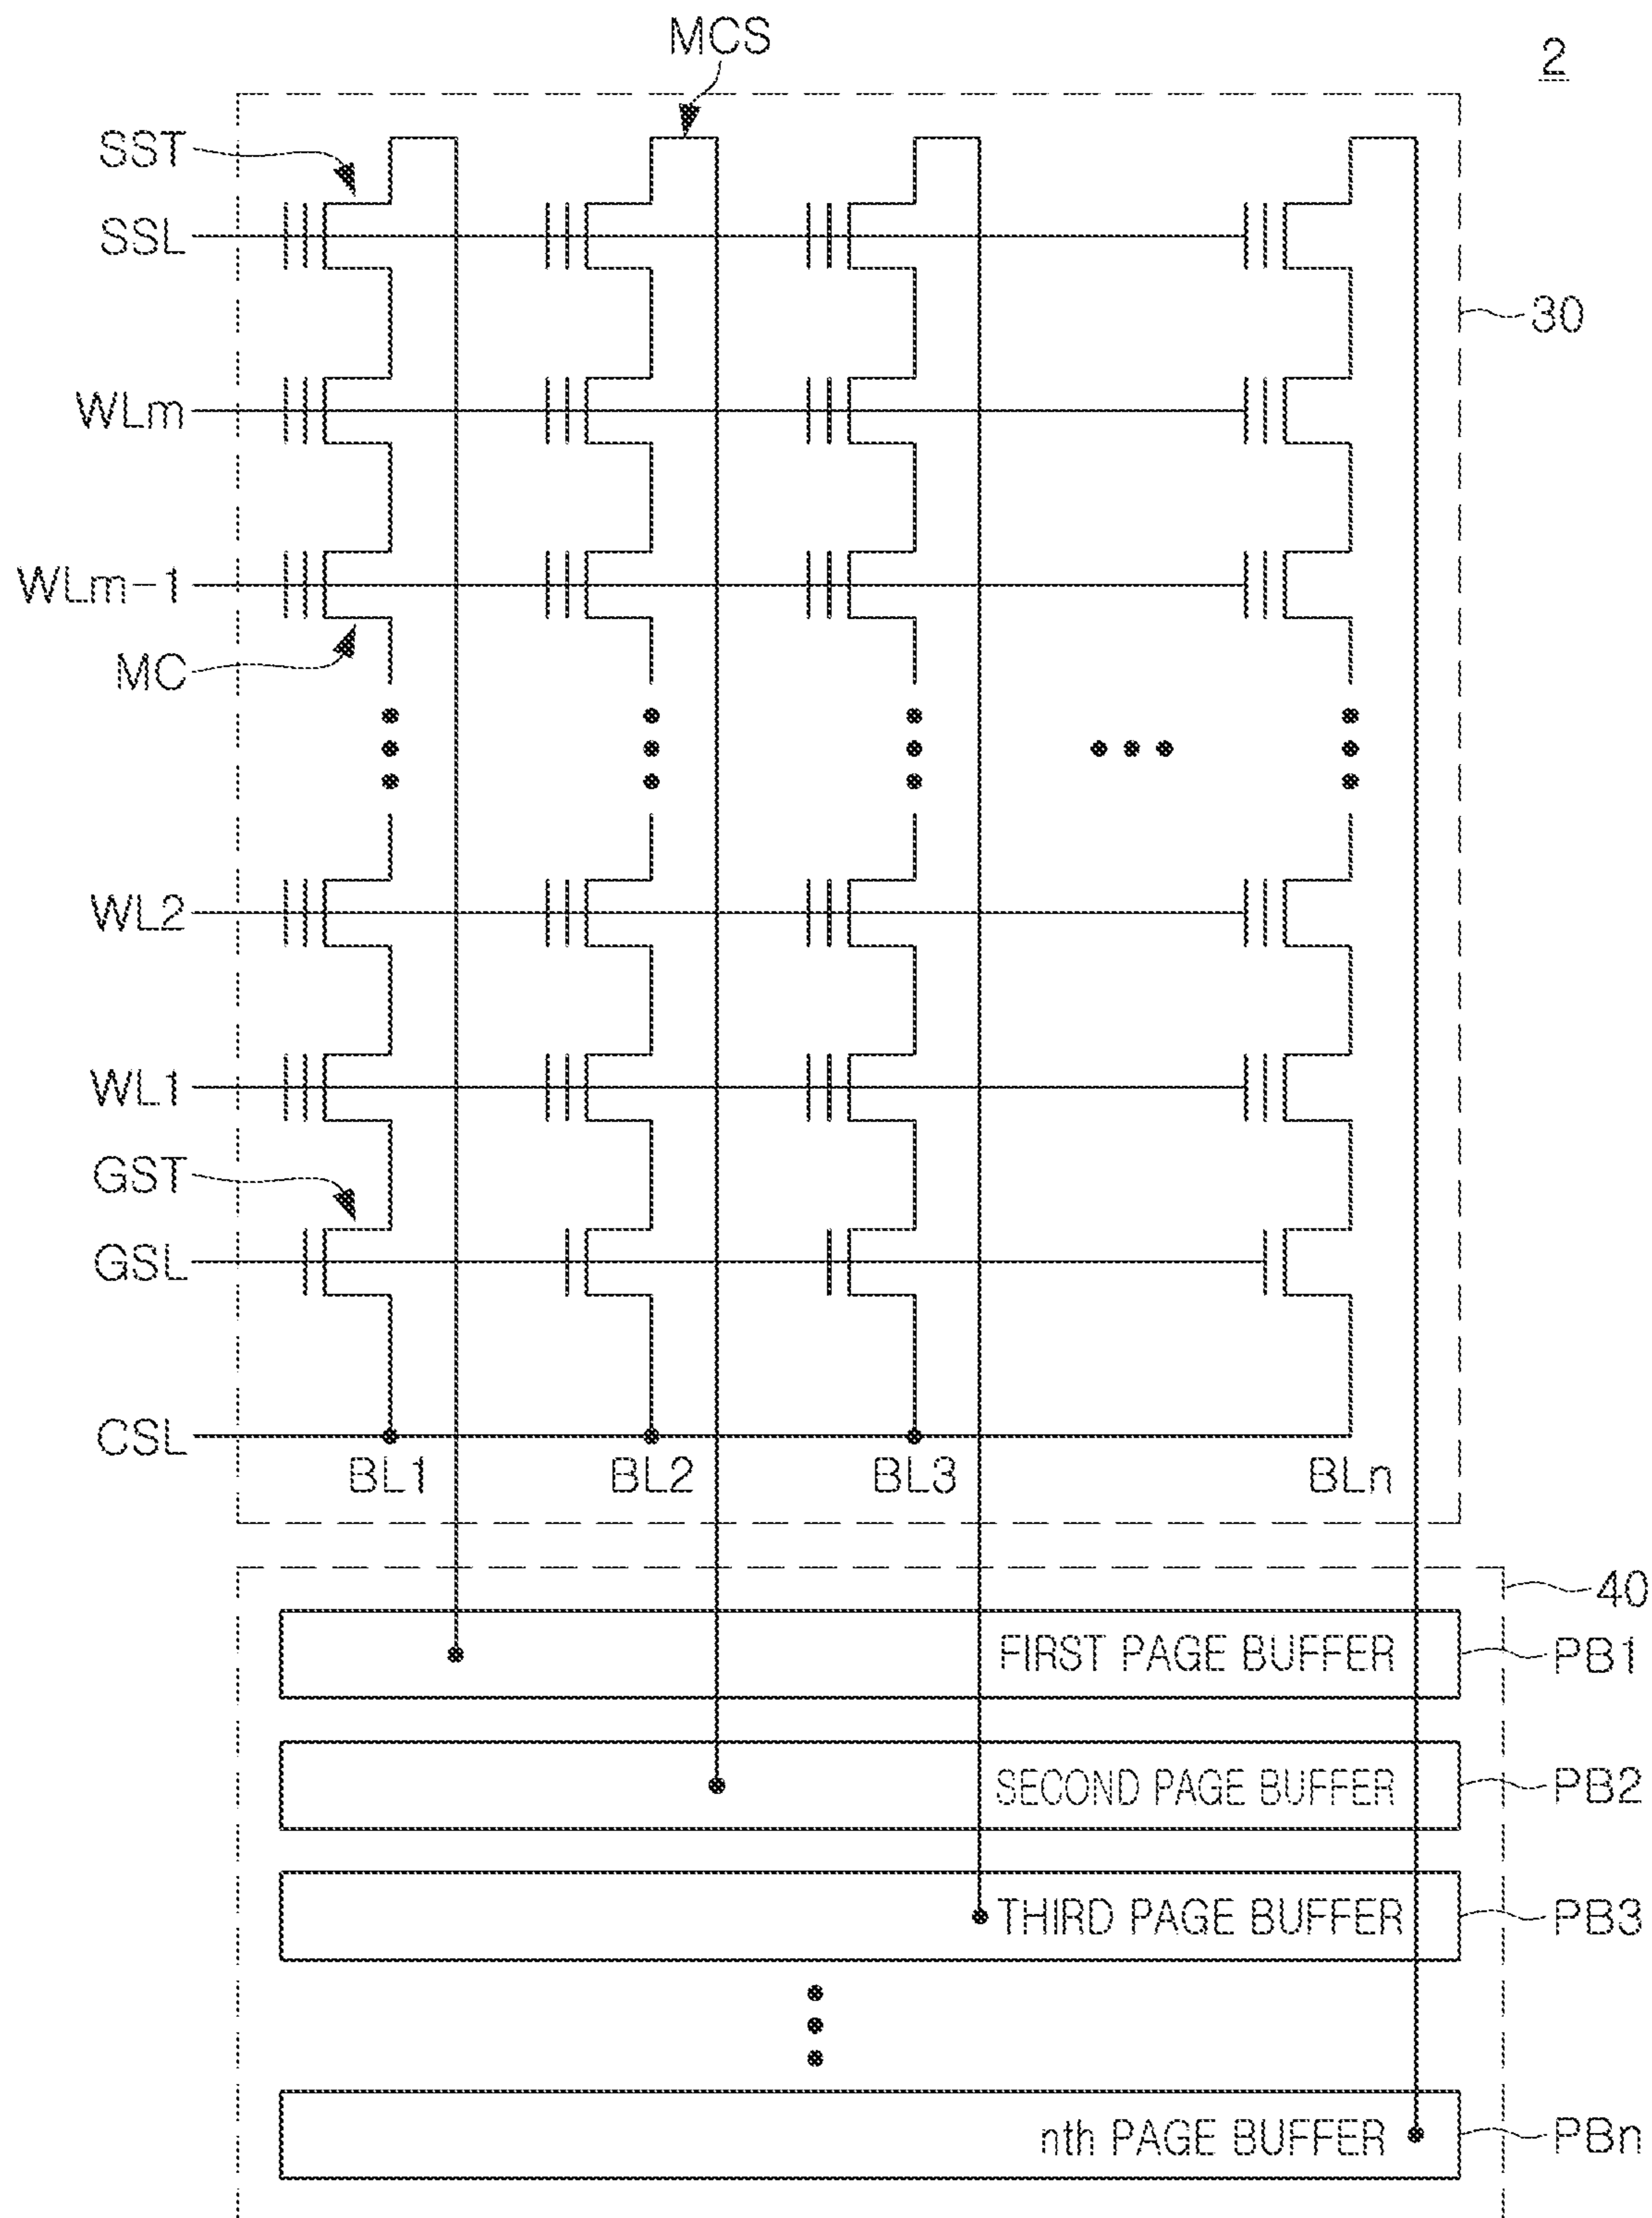 MCS
2
SST
SSL
30
WLm
WLm-1
MC
WL2
WL1
GST
GSL
CSL
BL1 BL2 BL3 BLn
40
FIRST PAGE BUFFER PB1
SECOND PAGE BUFFER PB2
THIRD PAGE BUFFER PB3
nth PAGE BUFFER PBn